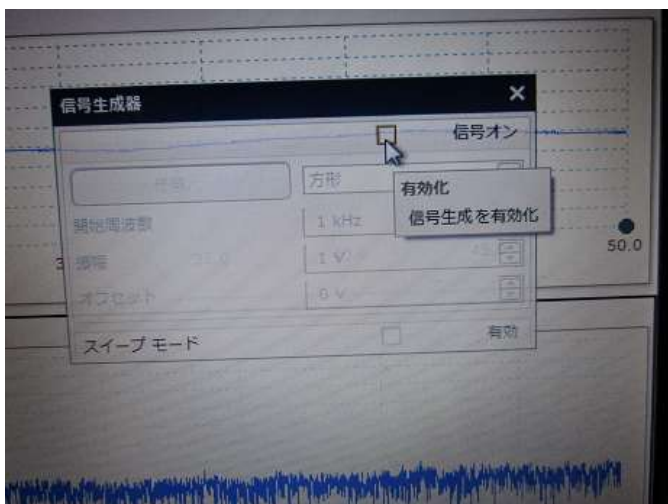 信号生成器
信号オン
方形
有効化
信号生成を有効化
開始周波数
1 kHz
50.0
振幅
1 V
オフセット
0 V
スイープ モード
有効